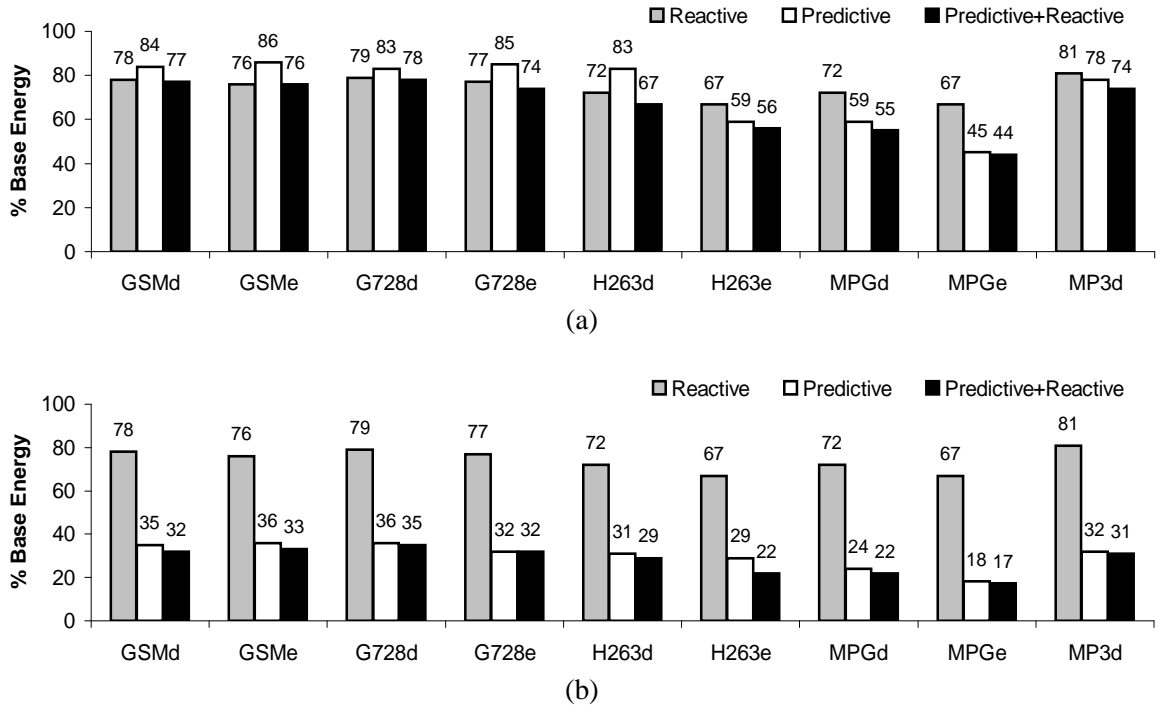 Reactive Predictive Predictive+Reactive
% Base Energy
100
80
60
40
20
0
78 84 77
76 86 76
79 83 78
77 85 74
72 83 67
67 59 56
72 59 55
67 45 44
81 78 74
GSMd GSMe G728d G728e H263d H263e MPGd MPGe MP3d
(a)
Reactive Predictive Predictive+Reactive
% Base Energy
100
80
60
40
20
0
78 35 32
76 36 33
79 36 35
77 32 32
72 31 29
67 29 22
72 24 22
67 18 17
81 32 31
GSMd GSMe G728d G728e H263d H263e MPGd MPGe MP3d
(b)